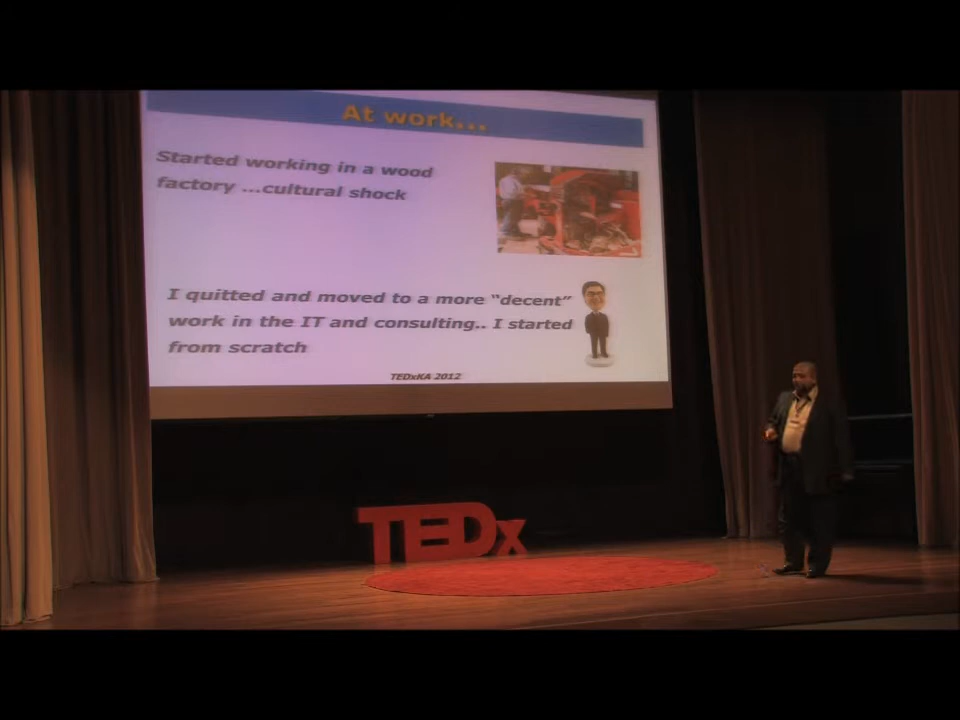 At work...
Started working in a wood
factory ...cultural shock
I quitted and moved to a more “decent”
work in the IT and consulting.. I started
from scratch
TEDxKA 2012
TEDx